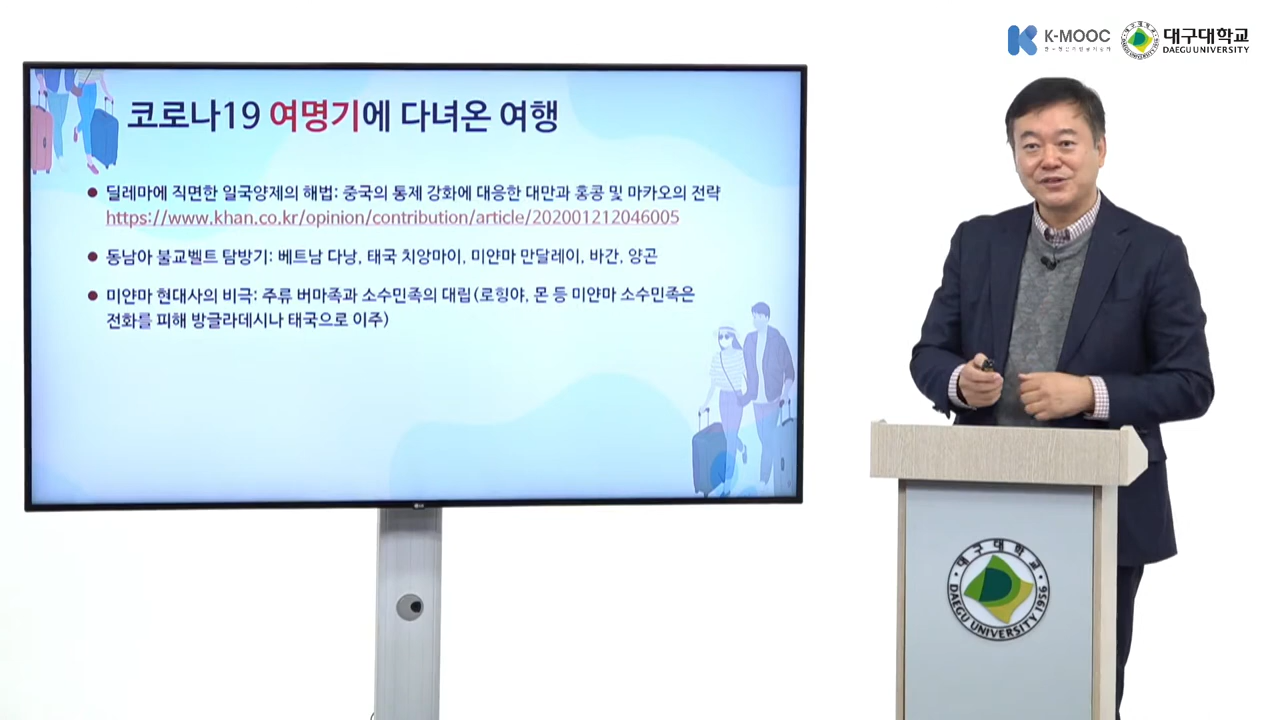 K-MOOC
대구대학교
DAEGU UNIVERSITY
코로나19 여명기에 다녀온 여행
딜레마에 직면한 일국양제의 해법: 중국의 통제 강화에 대응한 대만과 홍콩 및 마카오의 전략
https://www.khan.co.kr/opinion/contribution/article/202001212046005
동남아 불교벨트 탐방기: 베트남 다낭, 태국 치앙마이, 미얀마 만달레이, 바간, 양곤
미얀마 현대사의 비극: 주류 버마족과 소수민족의 대립(로힝야, 몬 등 미얀마 소수민족은
전화를 피해 방글라데시나 태국으로 이주)
대구대학교
DAEGU UNIVERSITY 1956